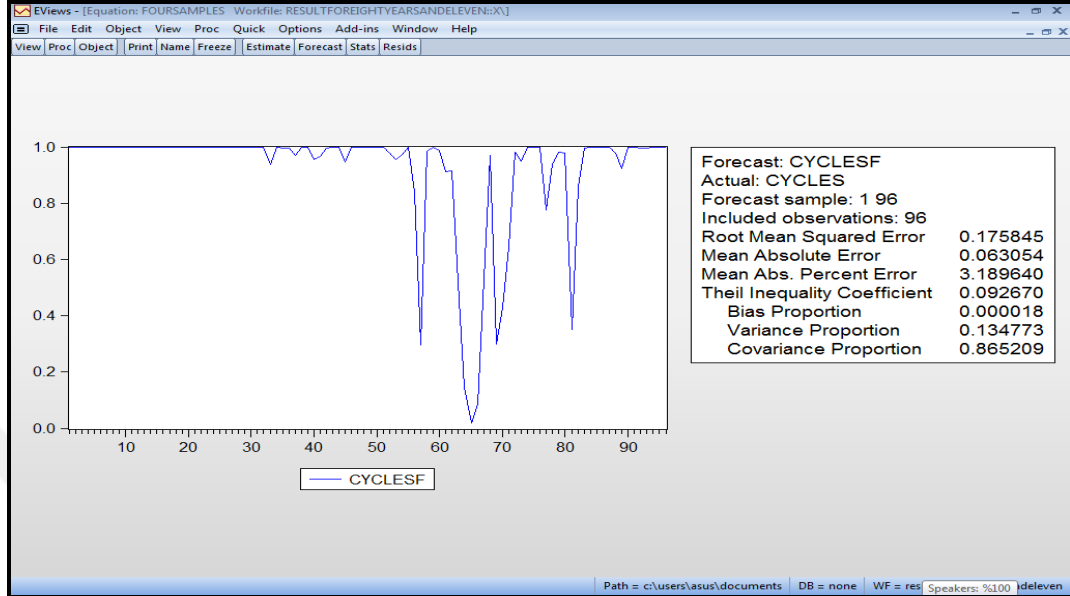 EViews - [Equation: FOURSAMPLES Workfile: RESULTFOREIGHTYEARSANDELEVEN::X\]
File Edit Object View Proc Quick Options Add-ins Window Help
View Proc Object Print Name Freeze Estimate Forecast Stats Resids
1.0
0.8
0.6
0.4
0.2
0.0
10 20 30 40 50 60 70 80 90
CYCLESF
Forecast: CYCLESF
Actual: CYCLES
Forecast sample: 1 96
Included observations: 96
Root Mean Squared Error 0.175845
Mean Absolute Error 0.063054
Mean Abs. Percent Error 3.189640
Theil Inequality Coefficient 0.092670
Bias Proportion 0.000018
Variance Proportion 0.134773
Covariance Proportion 0.865209
Path = c:\users\asus\documents DB = none WF = res Speakers: %100 ideleven